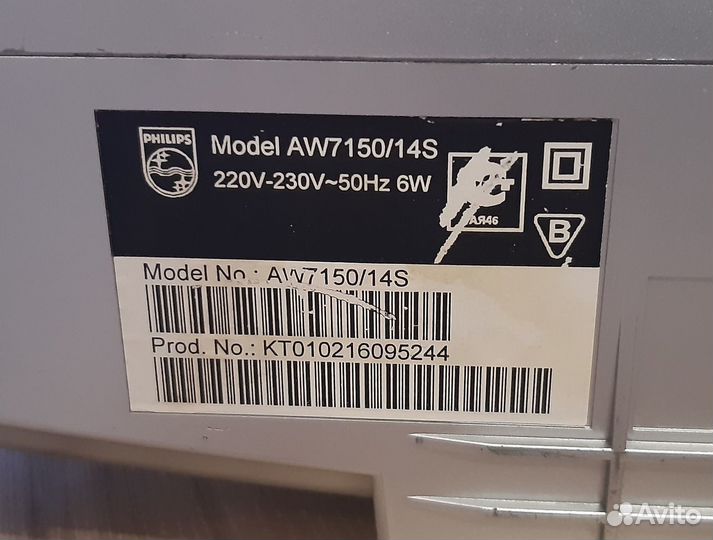 PHILIPS
Model AW7150/14S
220V-230V~50Hz 6W
АЯ46
B
Model No.: AW7150/14S
Prod. No.: KT010216095244
Avito